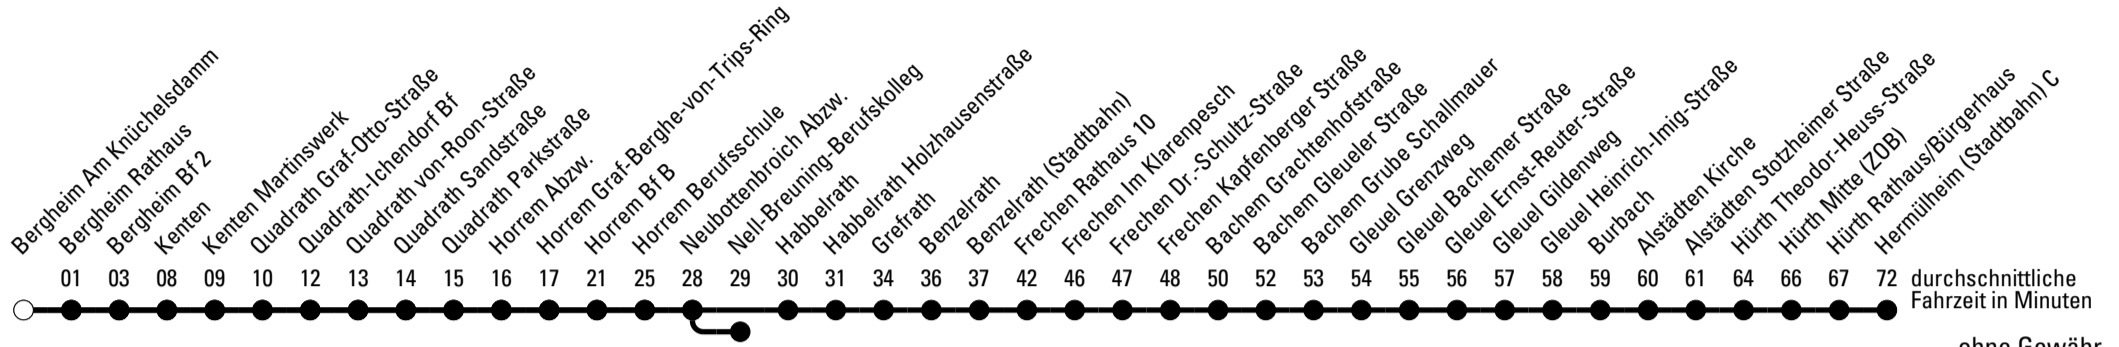 Bergheim Am Knüchelsdamm
Bergheim Rathaus
Bergheim Bf 2
Kenten
Kenten Martinswerk
Quadrath Graf-Otto-Straße
Quadrath-Ichendorf Bf
Quadrath von-Roon-Straße
Quadrath Sandstraße
Quadrath Parkstraße
Horrem Abzw.
Horrem Graf-Berghe-von-Trips-Ring
Horrem Bf B
Horrem Berufsschule
Neubottenbroich Abzw.
Nell-Breuning-Berufskolleg
Habbelrath
Habbelrath Holzhausenstraße
Grefrath
Benzelrath
Benzelrath (Stadtbahn)
Frechen Rathaus 10
Frechen Im Klarenpesch
Frechen Dr.-Schultz-Straße
Frechen Kapfenberger Straße
Bachem Grachtenhofstraße
Bachem Gleueler Straße
Bachem Grube Schallmauer
Gleuel Grenzweg
Gleuel Bachemer Straße
Gleuel Ernst-Reuter-Straße
Gleuel Gildenweg
Gleuel Heinrich-Imig-Straße
Burbach
Alstädten Kirche
Alstädten Stotzheimer Straße
Hürth Theodor-Heuss-Straße
Hürth Mitte (ZOB)
Hürth Rathaus/Bürgerhaus
Hermülheim (Stadtbahn) C
01 03 08 09 10 12 13 14 15 16 17 21 25 28 29 30 31 34 36 37 42 46 47 48 50 52 53 54 55 56 57 58 59 60 61 64 66 67 72 durchschnittliche
Fahrzeit in Minuten
ohne Gewähr